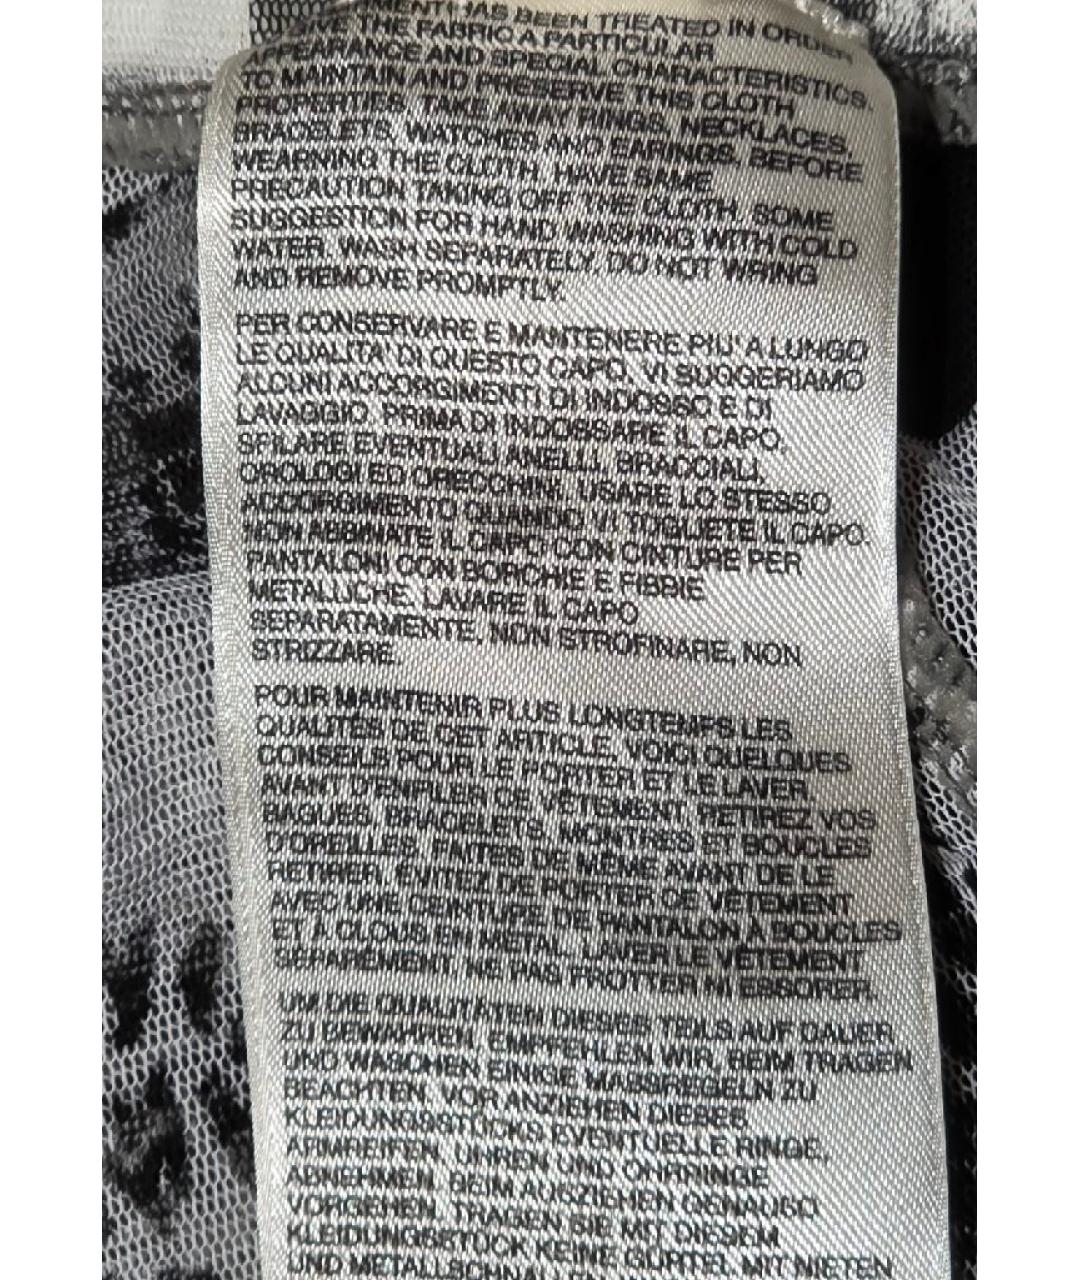 MENT HAS BEEN TREATED IN ORDER
GIVE THE FABRIC A PARTICULAR
APPEARANCE AND SPECIAL CHARACTERISTICS.
TO MAINTAIN AND PRESERVE THIS CLOTH
PROPERTIES, TAKE AWAY RINGS, NECKLACES,
BRACELETS, WATCHES AND EARINGS, BEFORE
WEARNING THE CLOTH. HAVE SAME
PRECAUTION TAKING OFF THE CLOTH. SOME
SUGGESTION FOR HAND WASHING WITH COLD
WATER, WASH SEPARATELY, DO NOT WRING
AND REMOVE PROMPTLY.
PER CONSERVARE E MANTENERE PIU' A LUNGO
LE QUALITA' DI QUESTO CAPO, VI SUGGERIAMO
ALCUNI ACCORGIMENTI DI INDOSSO E DI
LAVAGGIO. PRIMA DI INDOSSARE IL CAPO,
SFILARE EVENTUALI ANELLI, BRACCIALI,
OROLOGI ED ORECCHINI. USARE LO STESSO
ACCORGIMENTO QUANDO VI TOGLIETE IL CAPO.
NON ABBINATE IL CAPO CON CINTURE PER
PANTALONI CON BORCHIE E FIBBIE
METALLICHE. LAVARE IL CAPO
SEPARATAMENTE, NON STROFINARE, NON
STRIZZARE.
POUR MAINTENIR PLUS LONGTEMPS LES
QUALITÉS DE CET ARTICLE, VOICI QUELQUES
CONSEILS POUR LE PORTER ET LE LAVER.
AVANT D'ENFILER CE VÊTEMENT, RETIREZ VOS
BAGUES, BRACELETS, MONTRES ET BOUCLES
D'OREILLES. FAITES DE MÊME AVANT DE LE
RETIRER. EVITEZ DE PORTER CE VÊTEMENT
AVEC UNE CEINTURE DE PANTALON À BOUCLES
ET À CLOUS EN METAL. LAVER LE VÊTEMENT
SEPARÉMENT, NE PAS FROTTER NI ESSORER.
UM DIE QUALITÄTEN DIESES TEILS AUF DAUER
ZU BEWAHREN, EMPFEHLEN WIR, BEIM TRAGEN
UND WASCHEN EINIGE MASSREGELN ZU
BEACHTEN. VOR ANZIEHEN DIESES
KLEIDUNGSSTÜCKS EVENTUELLE RINGE,
ARMREIFEN, UHREN UND OHRRINGE
ABNEHMEN. BEIM AUSZIEHEN GENAUSO
VORGEHEN. TRAGEN SIE MIT DIESEM
KLEIDUNGSSTÜCK KEINE GÜRTEL MIT NIETEN
UND